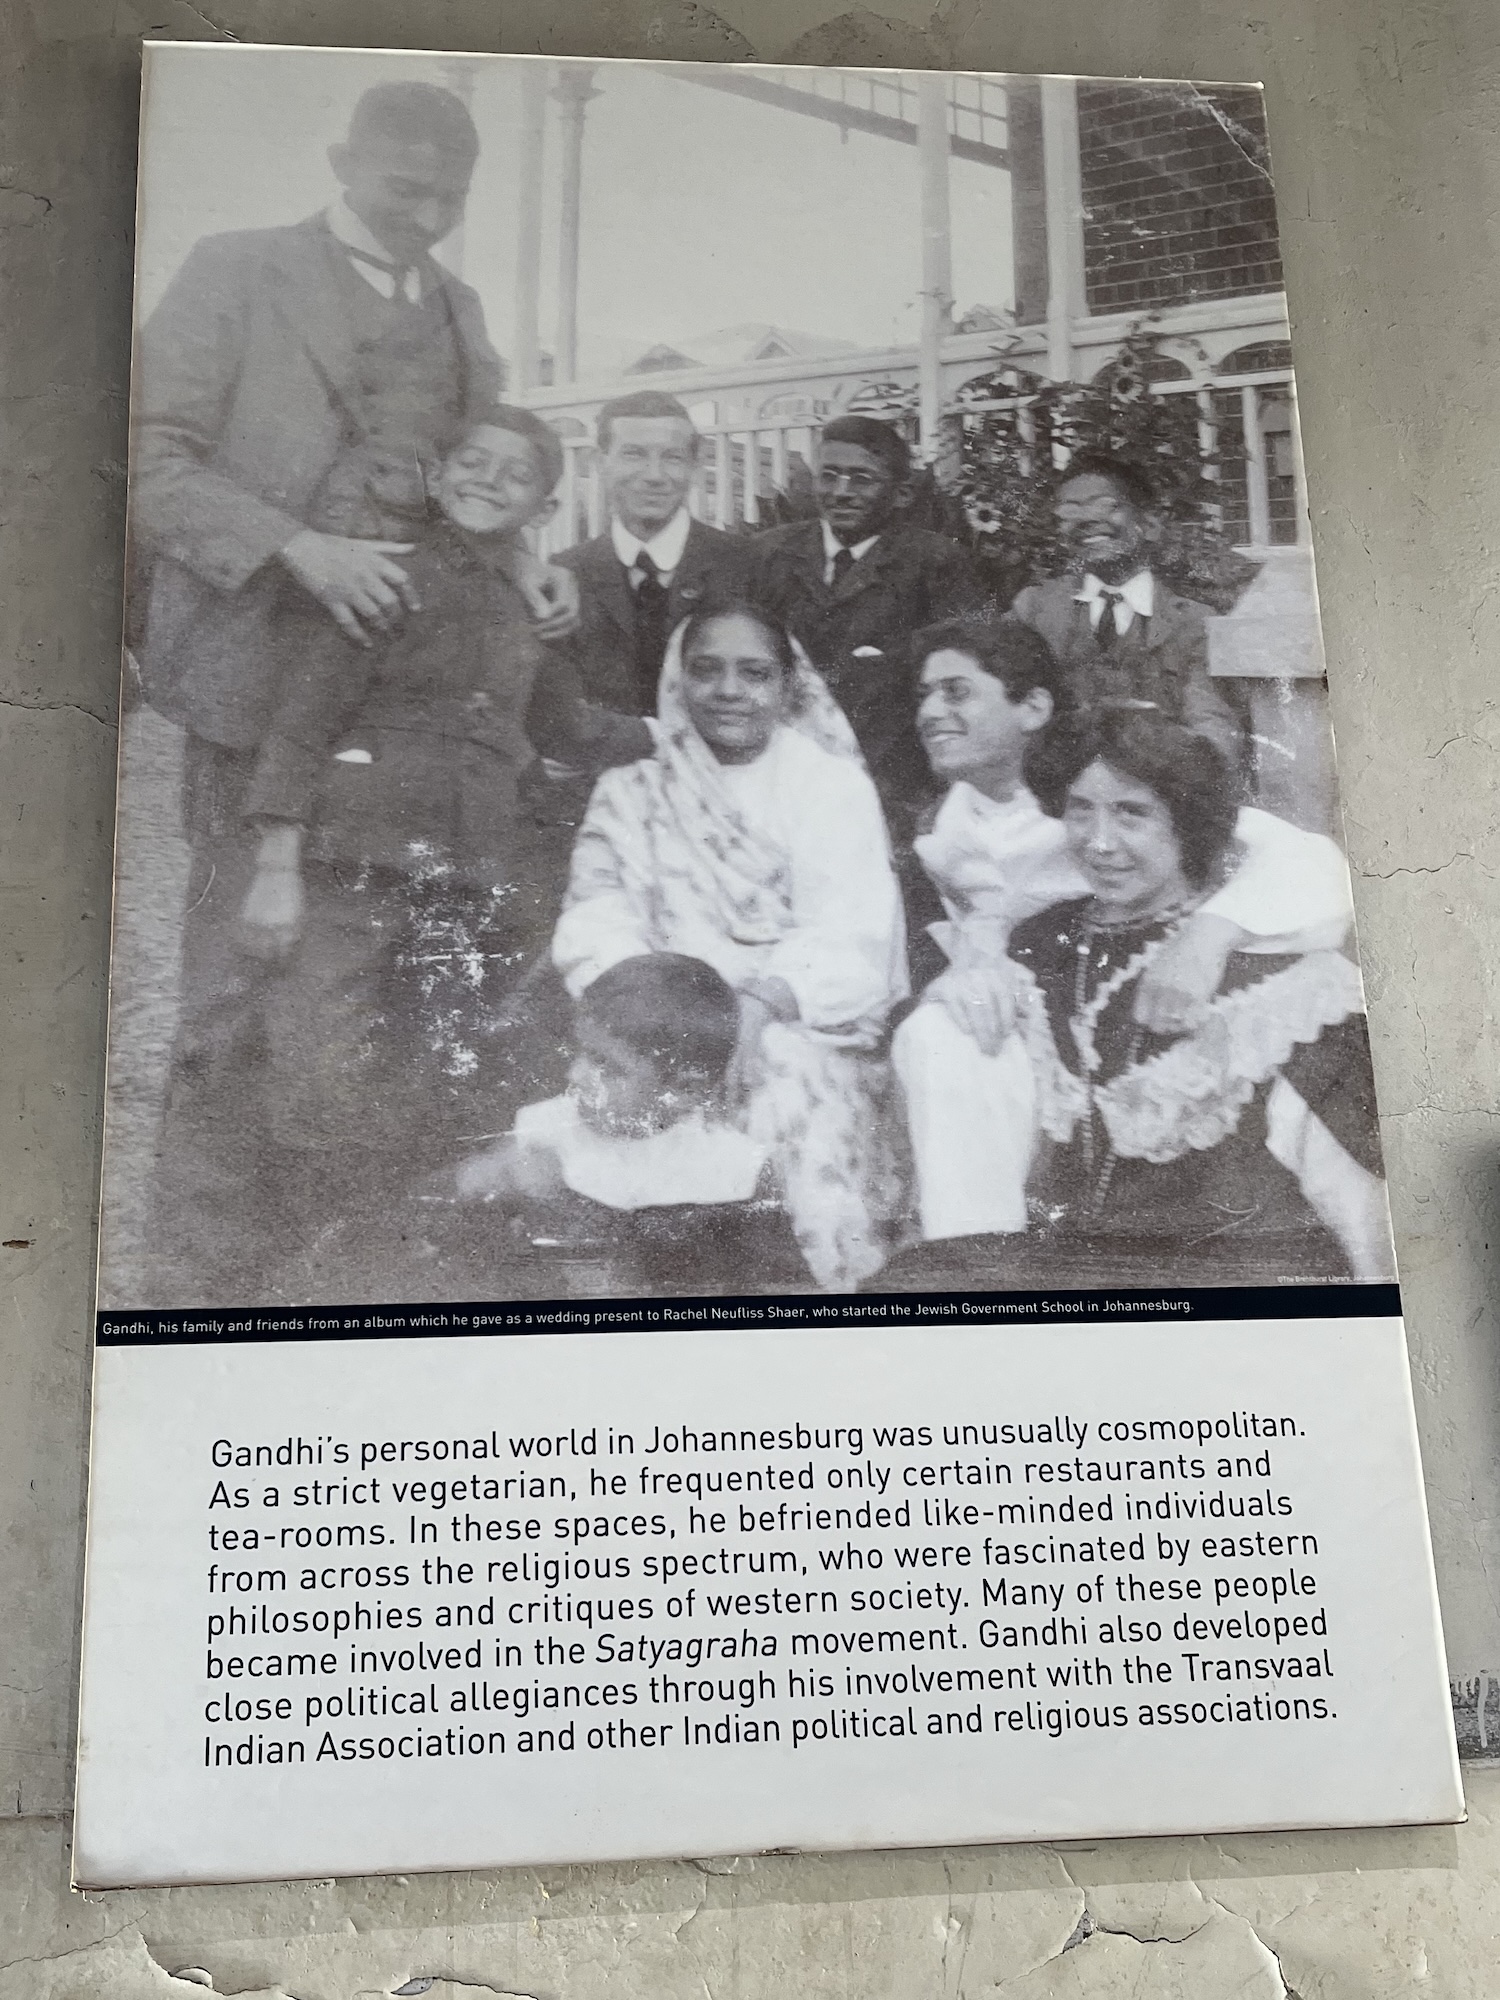 ©The Brenthurst Library, Johannesburg
Gandhi, his family and friends from an album which he gave as a wedding present to Rachel Neufliss Shaer, who started the Jewish Government School in Johannesburg.
Gandhi’s personal world in Johannesburg was unusually cosmopolitan.
As a strict vegetarian, he frequented only certain restaurants and
tea-rooms. In these spaces, he befriended like-minded individuals
from across the religious spectrum, who were fascinated by eastern
philosophies and critiques of western society. Many of these people
became involved in the Satyagraha movement. Gandhi also developed
close political allegiances through his involvement with the Transvaal
Indian Association and other Indian political and religious associations.